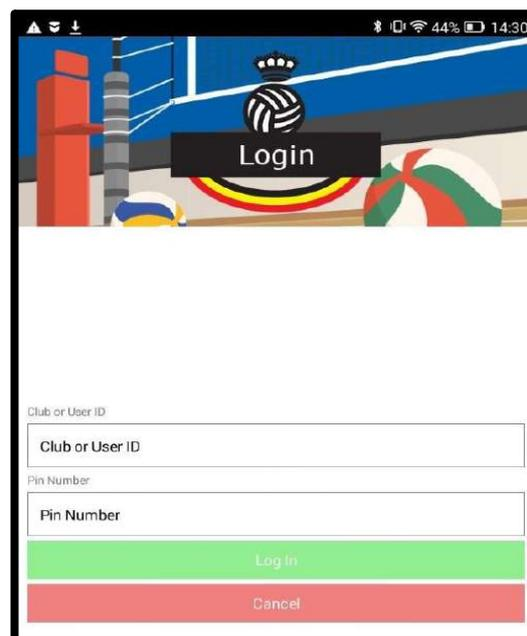 44% 14:30
Login
Club or User ID
Club or User ID
Pin Number
Pin Number
Log In
Cancel